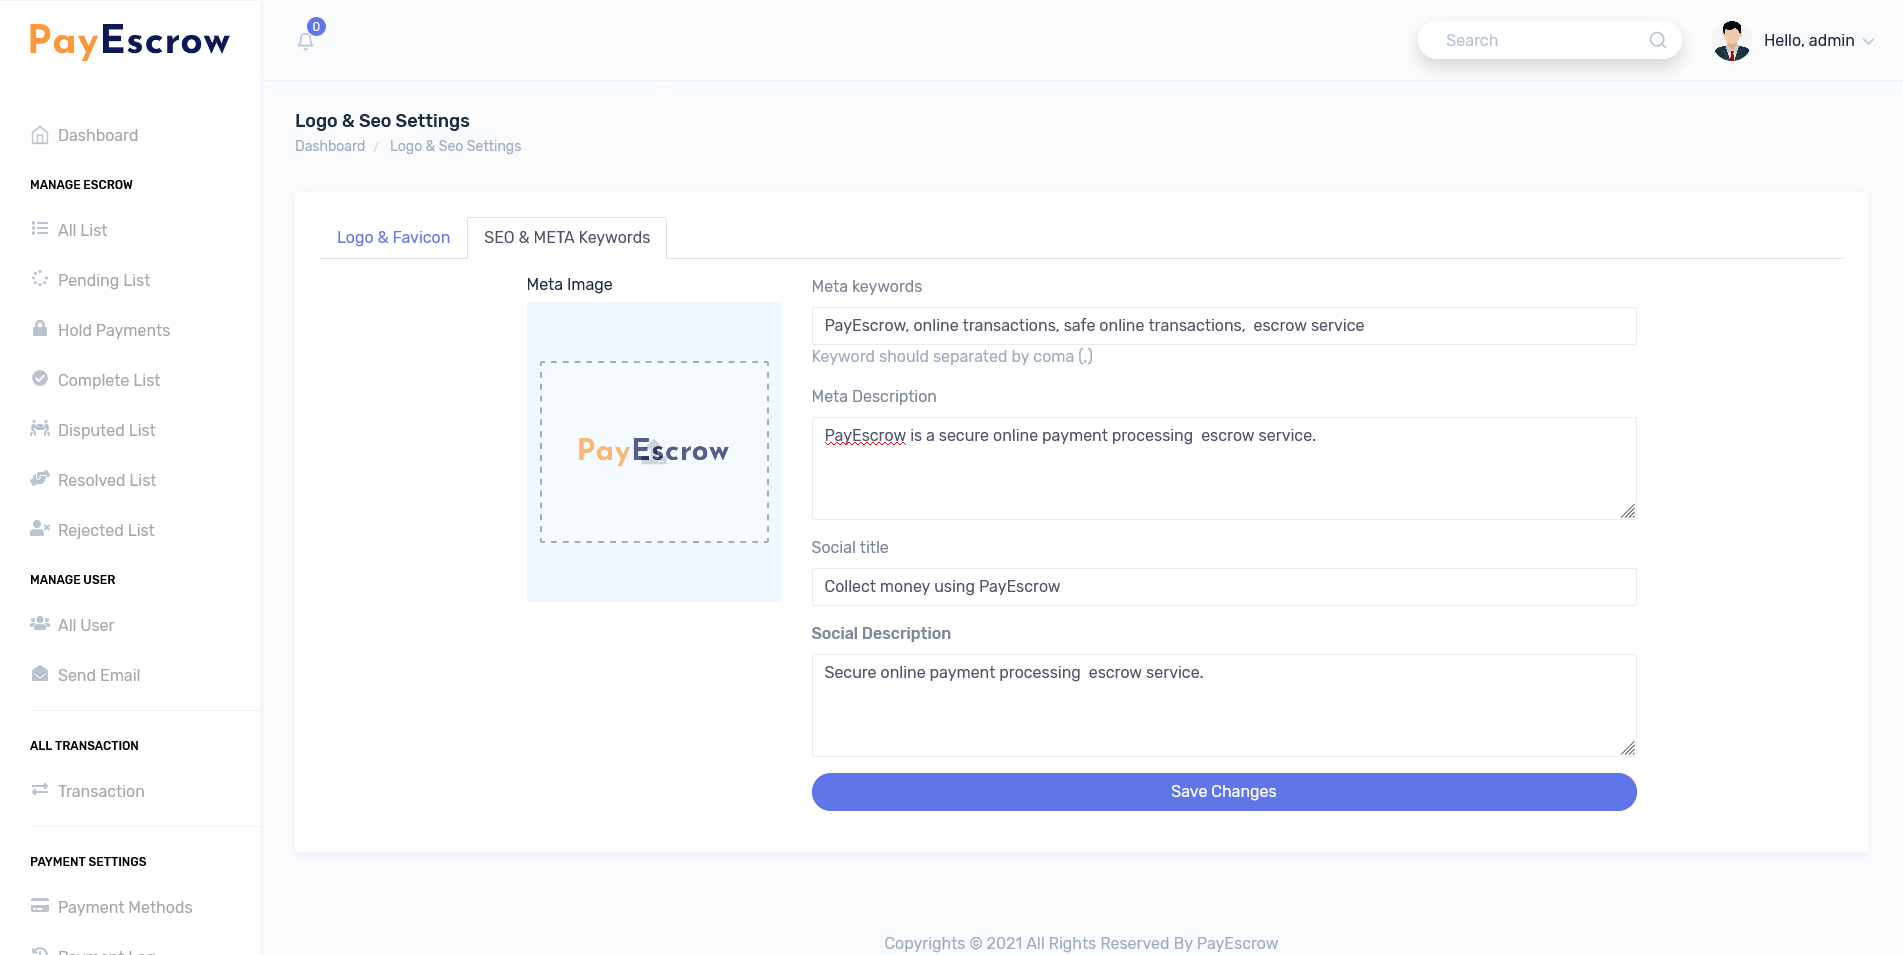 PayEscrow
0
Search
Hello, admin
Dashboard
MANAGE ESCROW
All List
Pending List
Hold Payments
Complete List
Disputed List
Resolved List
Rejected List
MANAGE USER
All User
Send Email
ALL TRANSACTION
Transaction
PAYMENT SETTINGS
Payment Methods
Payment Log
Logo & Seo Settings
Dashboard / Logo & Seo Settings
Logo & Favicon
SEO & META Keywords
Meta Image
PayEscrow
Meta keywords
PayEscrow, online transactions, safe online transactions,  escrow service
Keyword should separated by coma (,)
Meta Description
PayEscrow is a secure online payment processing  escrow service.
Social title
Collect money using PayEscrow
Social Description
Secure online payment processing  escrow service.
Save Changes
Copyrights © 2021 All Rights Reserved By PayEscrow